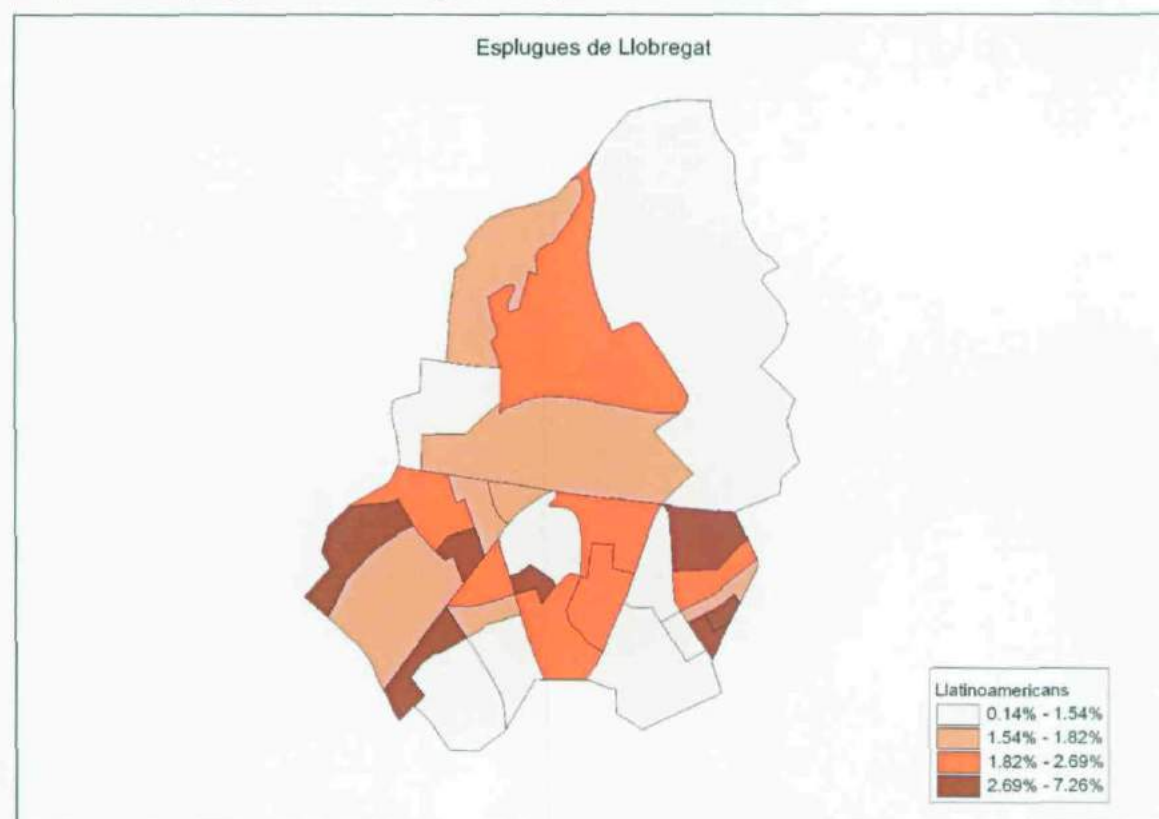 Esplugues de Llobregat
Llatinoamericans
0.14% - 1.54%
1.54% - 1.82%
1.82% - 2.69%
2.69% - 7.26%